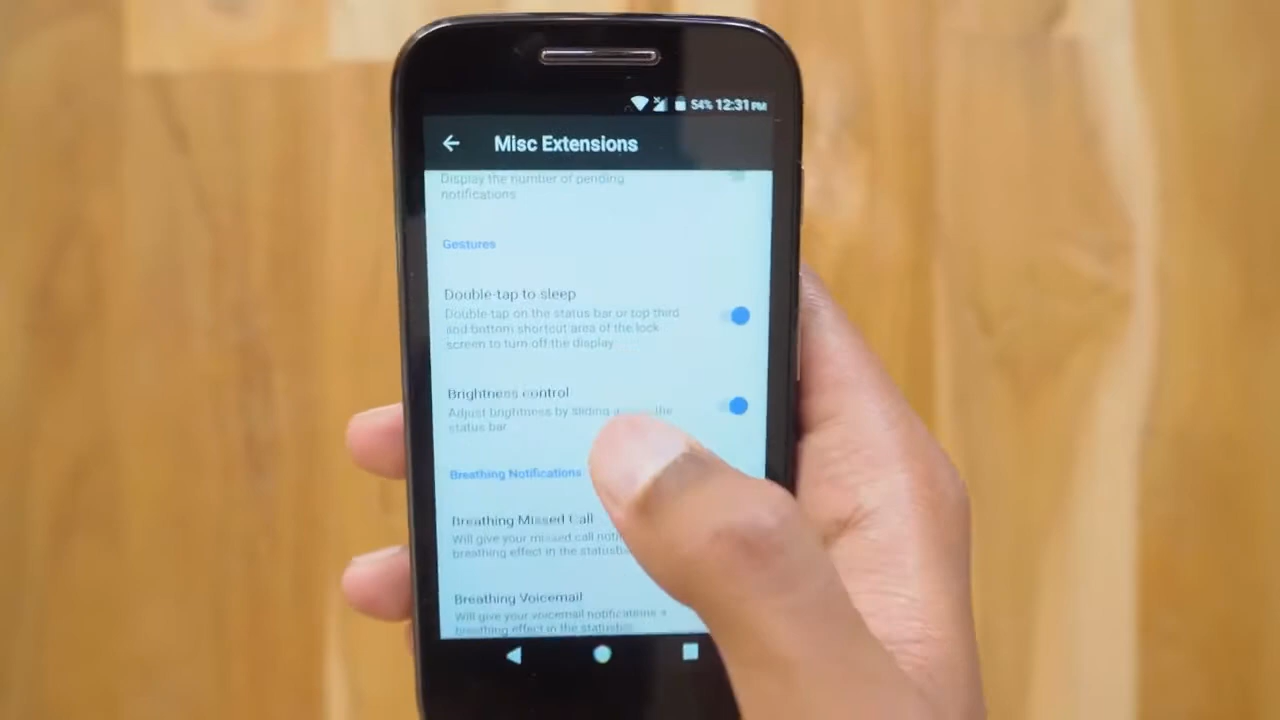 54% 12:31 PM
Misc Extensions
Display the number of pending
notifications
Gestures
Double-tap to sleep
Double-tap on the status bar or top third
and bottom shortcut area of the lock
screen to turn off the display
Brightness control
Adjust brightness by sliding the
status bar
Breathing Notifications
Breathing Missed Call
Will give your missed call
breathing effect in the
Breathing Voicemail
Will give your voicemail notifications a
breathing effect in the statusbar